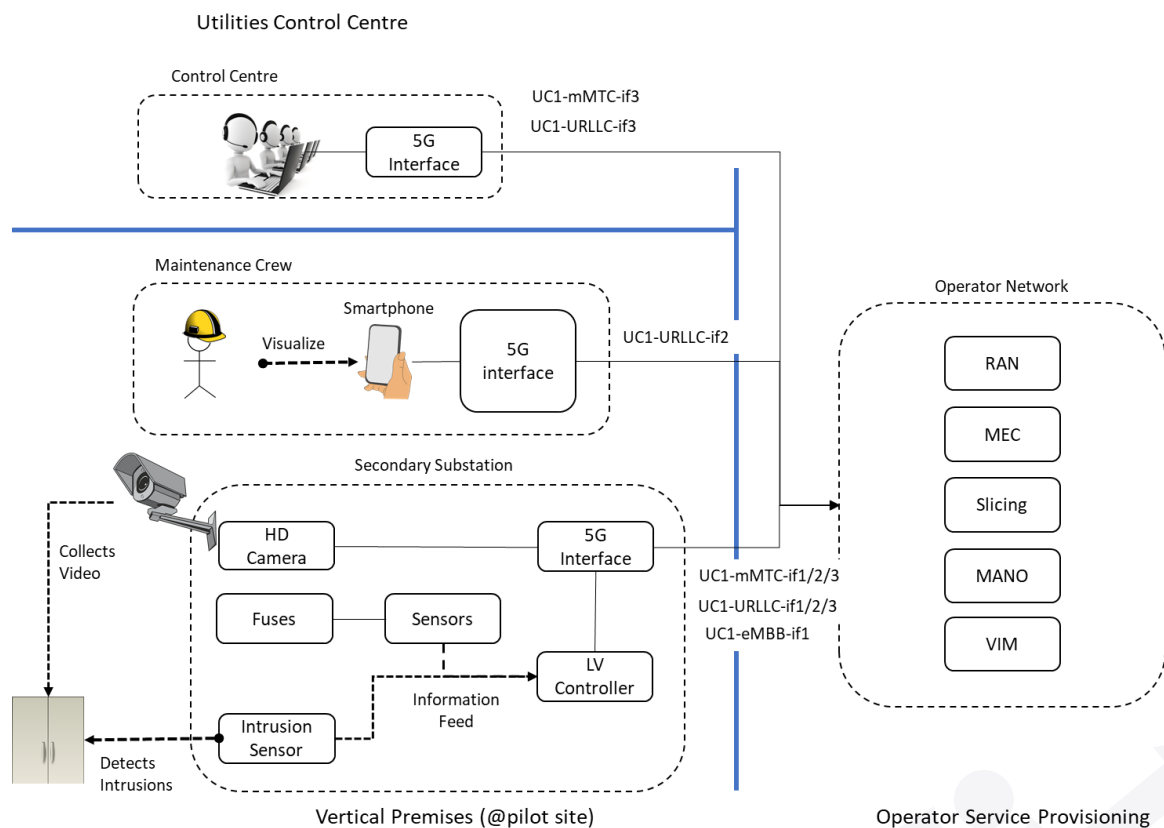 Utilities Control Centre
Control Centre
UC1-mMTC-if3
UC1-URLLC-if3
5G
Interface
Maintenance Crew
Smartphone
Visualize
5G
interface
UC1-URLLC-if2
Operator Network
RAN
MEC
Slicing
MANO
VIM
Secondary Substation
HD
Camera
5G
Interface
Collects
Video
Fuses
Sensors
LV
Controller
Information
Feed
Intrusion
Sensor
Detects
Intrusions
UC1-mMTC-if1/2/3
UC1-URLLC-if1/2/3
UC1-eMBB-if1
Vertical Premises (@pilot site)
Operator Service Provisioning